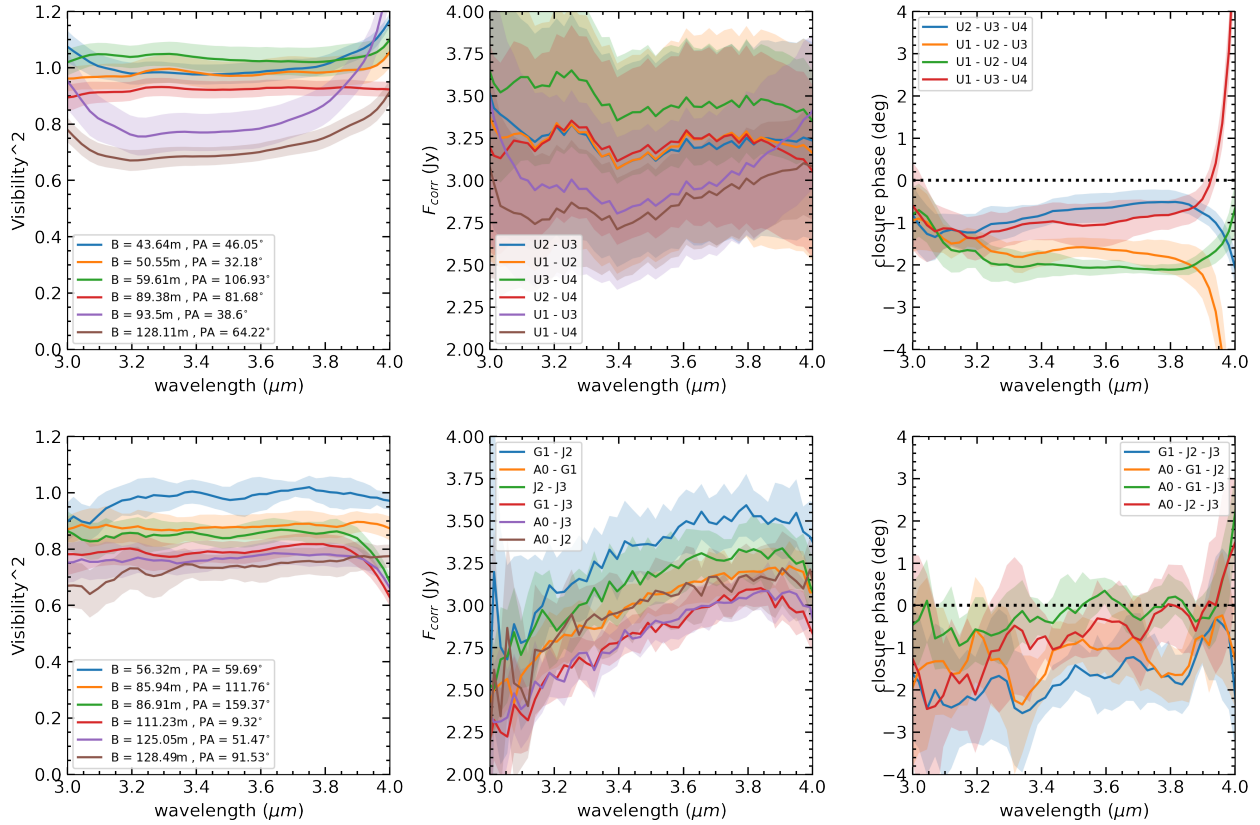 Visibility^2
1.2
1.0
0.8
0.6
0.4
0.2
0.0
B = 43.64m , PA = 46.05°
B = 50.55m , PA = 32.18°
B = 59.61m , PA = 106.93°
B = 89.38m , PA = 81.68°
B = 93.5m , PA = 38.6°
B = 128.11m , PA = 64.22°
3.0 3.2 3.4 3.6 3.8 4.0
wavelength (μm)
F_corr (Jy)
4.00
3.75
3.50
3.25
3.00
2.75
2.50
2.25
2.00
U2 - U3
U1 - U2
U3 - U4
U2 - U4
U1 - U3
U1 - U4
3.0 3.2 3.4 3.6 3.8 4.0
wavelength (μm)
closure phase (deg)
4
3
2
1
0
−1
−2
−3
−4
U2 - U3 - U4
U1 - U2 - U3
U1 - U2 - U4
U1 - U3 - U4
3.0 3.2 3.4 3.6 3.8 4.0
wavelength (μm)
Visibility^2
1.2
1.0
0.8
0.6
0.4
0.2
0.0
B = 56.32m , PA = 59.69°
B = 85.94m , PA = 111.76°
B = 86.91m , PA = 159.37°
B = 111.23m , PA = 9.32°
B = 125.05m , PA = 51.47°
B = 128.49m , PA = 91.53°
3.0 3.2 3.4 3.6 3.8 4.0
wavelength (μm)
F_corr (Jy)
4.00
3.75
3.50
3.25
3.00
2.75
2.50
2.25
2.00
G1 - J2
A0 - G1
J2 - J3
G1 - J3
A0 - J3
A0 - J2
3.0 3.2 3.4 3.6 3.8 4.0
wavelength (μm)
closure phase (deg)
4
3
2
1
0
−1
−2
−3
−4
G1 - J2 - J3
A0 - G1 - J2
A0 - G1 - J3
A0 - J2 - J3
3.0 3.2 3.4 3.6 3.8 4.0
wavelength (μm)